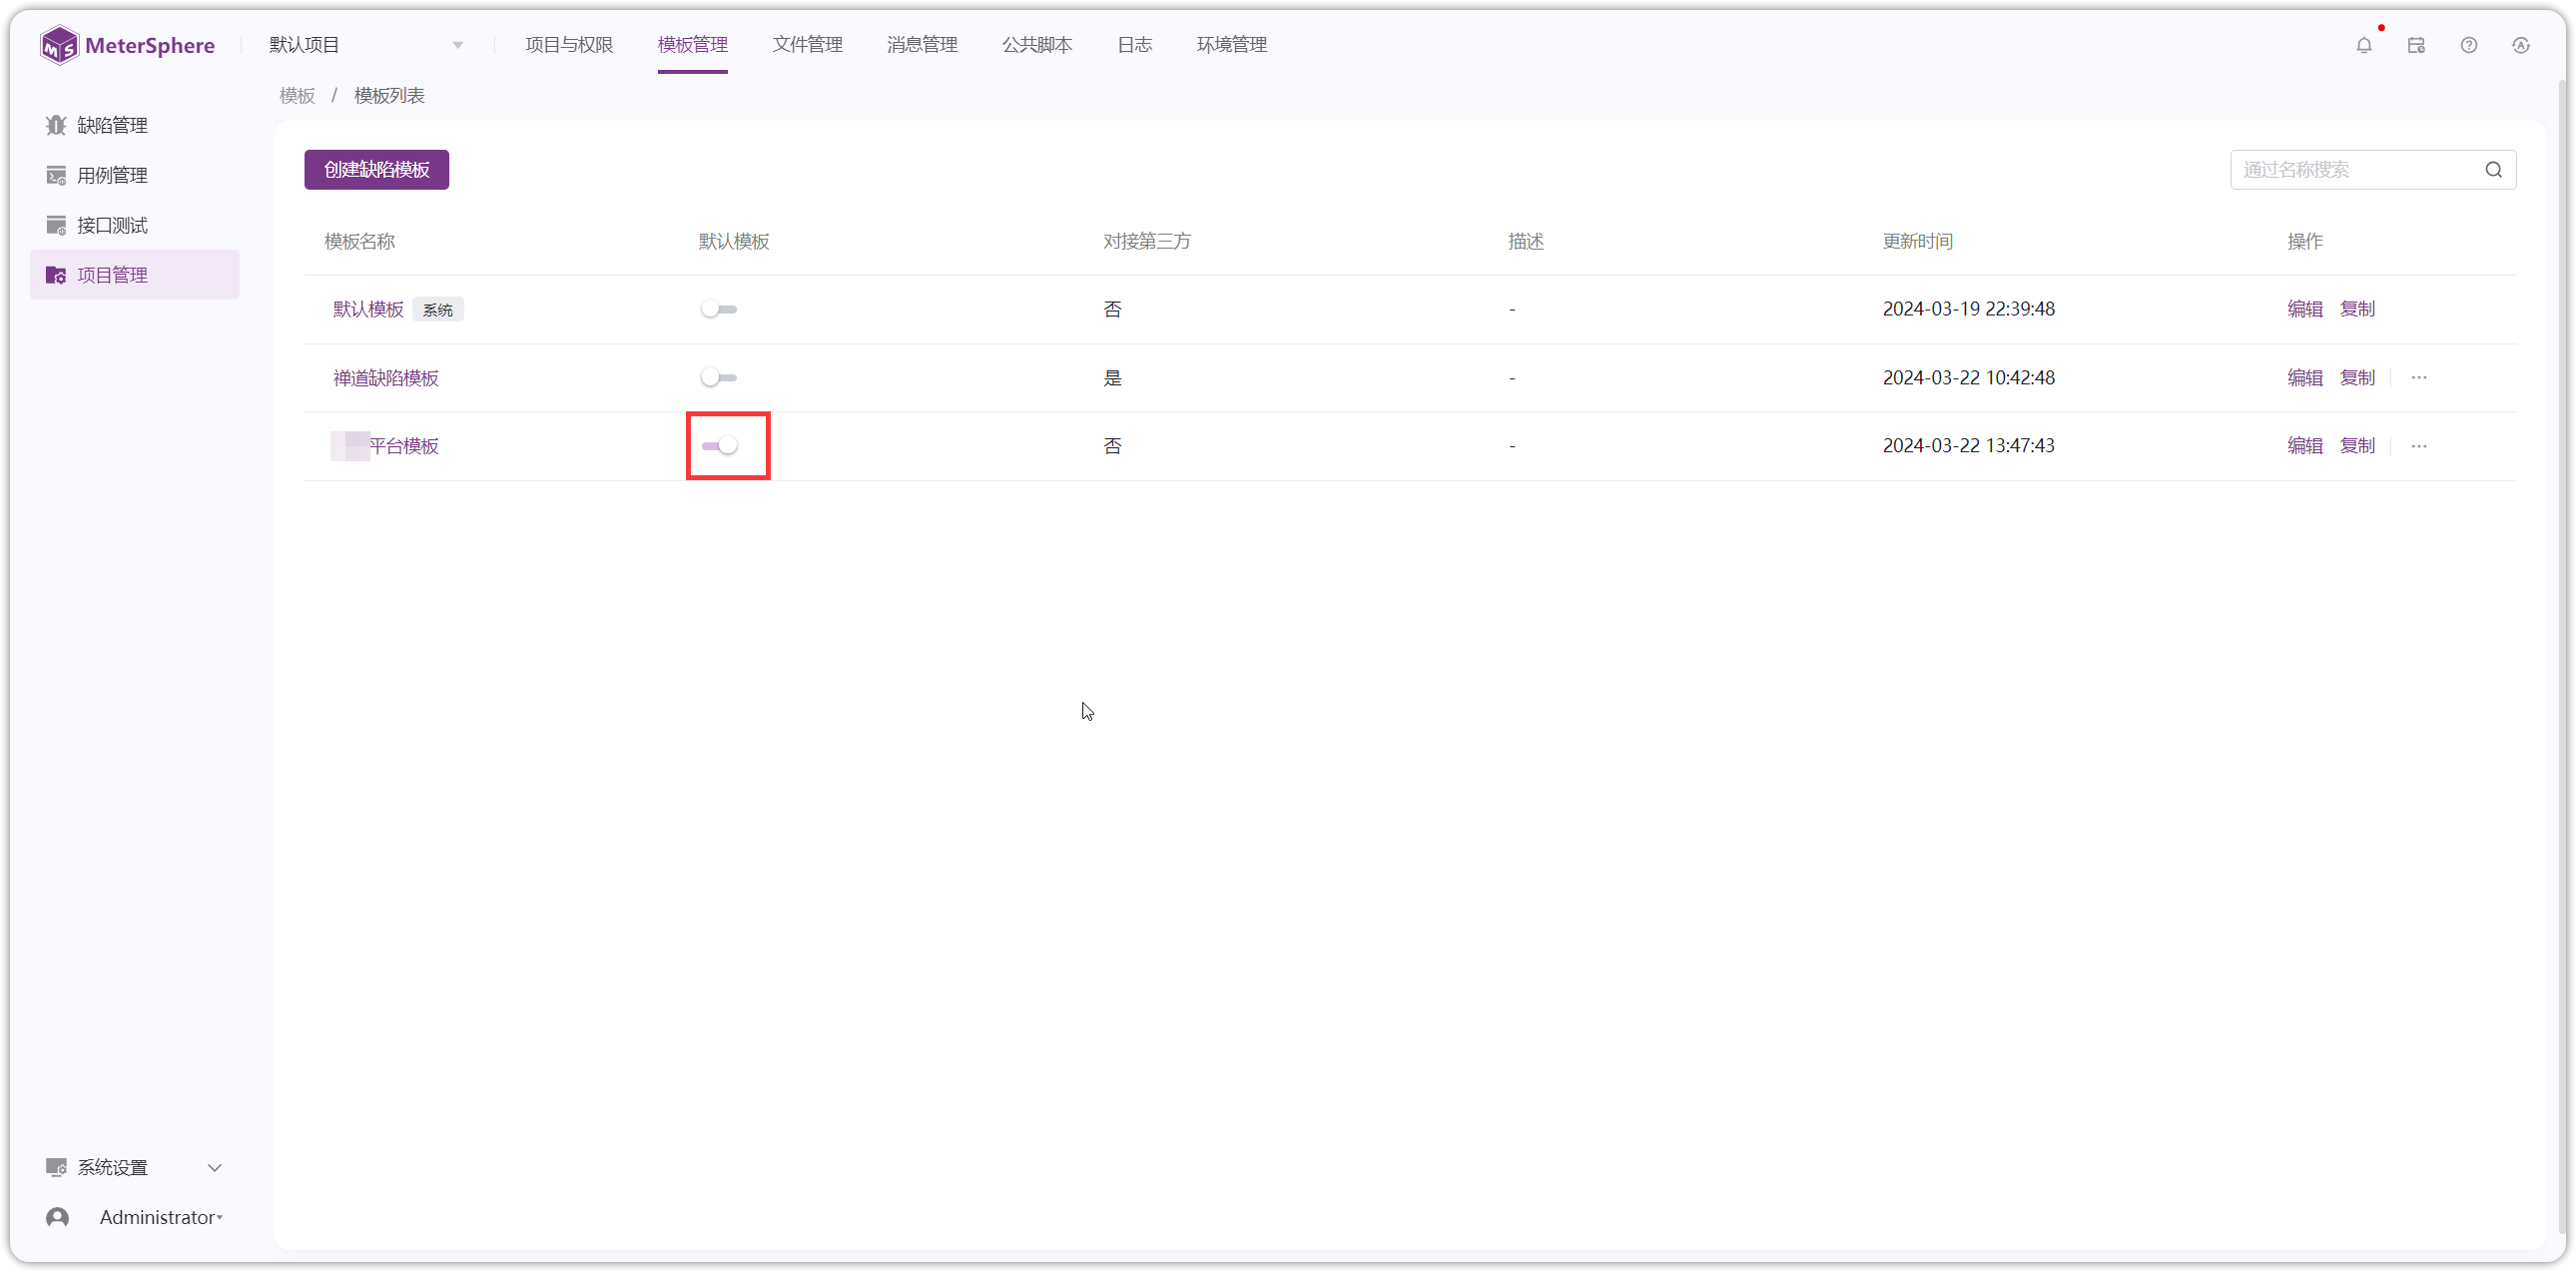 MeterSphere 默认项目 项目与权限 模板管理 文件管理 消息管理 公共脚本 日志 环境管理
模板 / 模板列表
缺陷管理
用例管理
接口测试
项目管理
创建缺陷模板 通过名称搜索
模板名称 默认模板 对接第三方 描述 更新时间 操作
默认模板 系统 否 - 2024-03-19 22:39:48 编辑 复制
禅道缺陷模板 是 - 2024-03-22 10:42:48 编辑 复制 ···
平台模板 否 - 2024-03-22 13:47:43 编辑 复制 ···
系统设置
Administrator